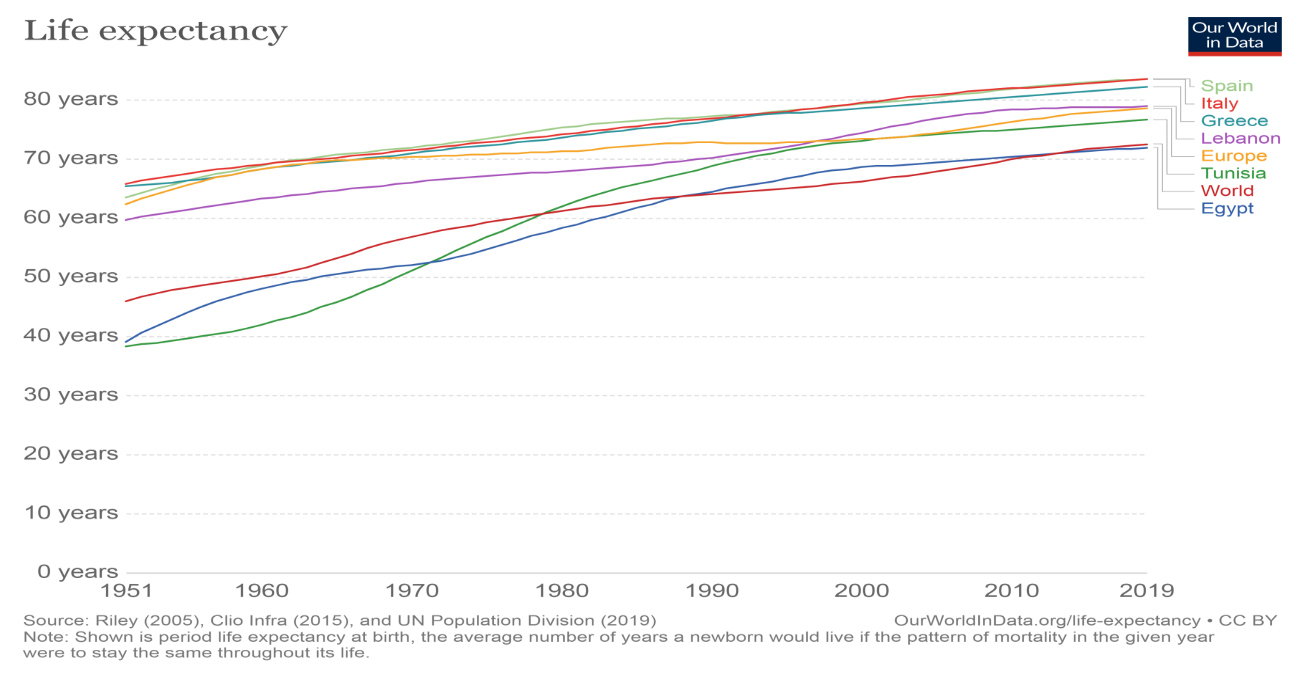 Life expectancy
Our World
in Data
80 years
70 years
60 years
50 years
40 years
30 years
20 years
10 years
0 years
Spain
Italy
Greece
Lebanon
Europe
Tunisia
World
Egypt
1951 1960 1970 1980 1990 2000 2010 2019
Source: Riley (2005), Clio Infra (2015), and UN Population Division (2019) OurWorldInData.org/life-expectancy • CC BY
Note: Shown is period life expectancy at birth, the average number of years a newborn would live if the pattern of mortality in the given year
were to stay the same throughout its life.